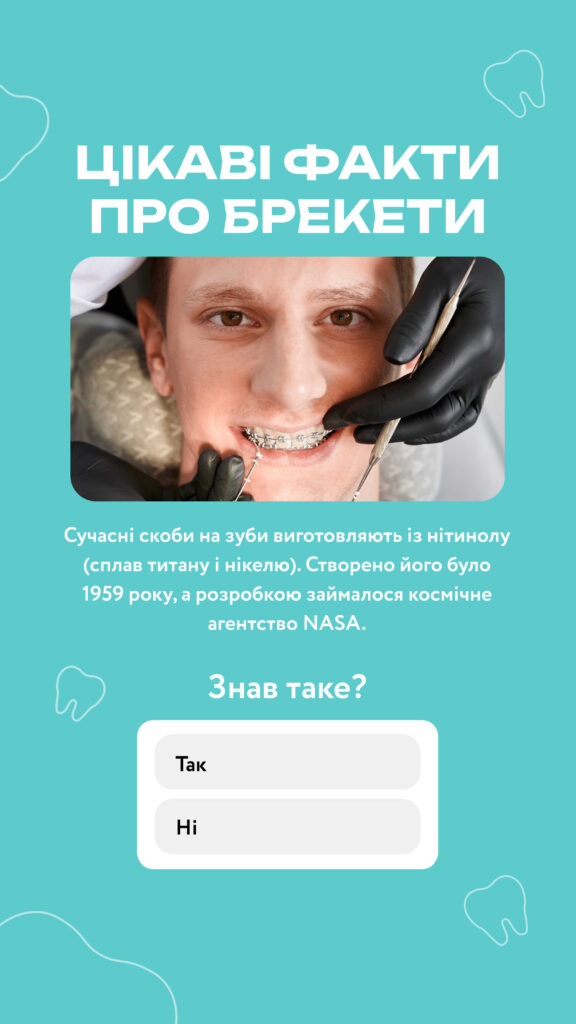 ЦІКАВІ ФАКТИ
ПРО БРЕКЕТИ
Сучасні скоби на зуби виготовляють із нітинолу
(сплав титану і нікелю). Створено його було
1959 року, а розробкою займалося космічне
агентство NASA.
Знав таке?
Так
Ні